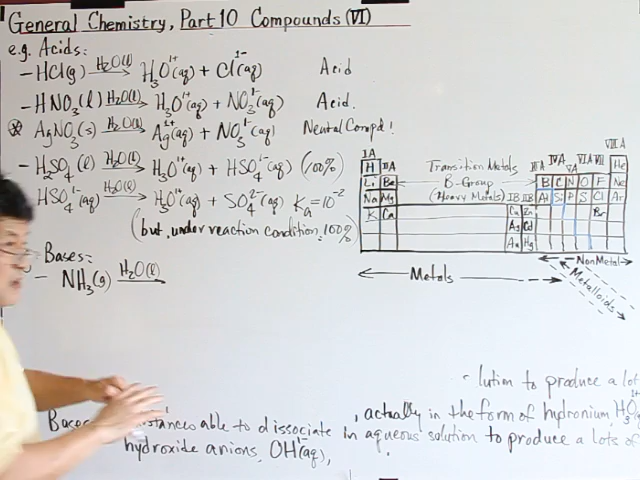 General Chemistry, Part 10 Compounds (VI)
e.g. Acids:
- HCl(g) H₂O(l) H₃O¹⁺(aq) + Cl¹⁻(aq) Acid
- HNO₃(l) H₂O(l) H₃O¹⁺(aq) + NO₃¹⁻(aq) Acid.
AgNO₃(s) H₂O(l) Ag¹⁺(aq) + NO₃¹⁻(aq) Neutral Compd!
- H₂SO₄(l) H₂O(l) H₃O¹⁺(aq) + HSO₄¹⁻(aq) (100%)
HSO₄¹⁻(aq) H₂O(l) H₃O¹⁺(aq) + SO₄²⁻(aq) Kₐ=10⁻²
(but, under reaction condition, 100%)
Bases:
- NH₃(g) H₂O(l)
VIII A
IA IIA Transition Metals IIIA IVA VA VIA VII
H He
Li Be B-Group B C N O F Ne
Na Mg (Heavy Metals) IB IIB Al Si P S Cl Ar
K Ca Cu Zn Br
Ag Cd
Au Hg
Metals
NonMetal
Metalloids
lution to produce a lot
, actually in the form of hydronium, H₃O¹⁺
Bases able to dissociate in aqueous solution to produce a lots of
hydroxide anions, OH¹⁻(aq),